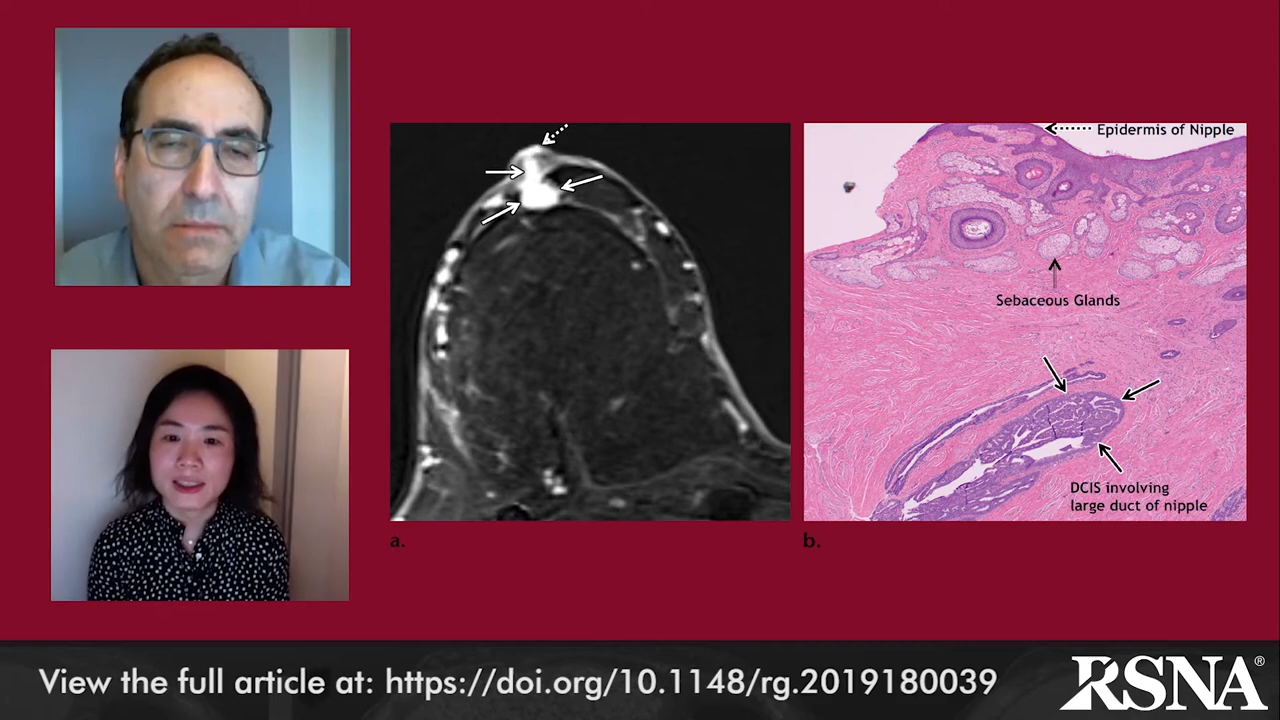 Epidermis of Nipple
Sebaceous Glands
DCIS involving
large duct of nipple
a.
b.
View the full article at: https://doi.org/10.1148/rg.2019180039
RSNA®